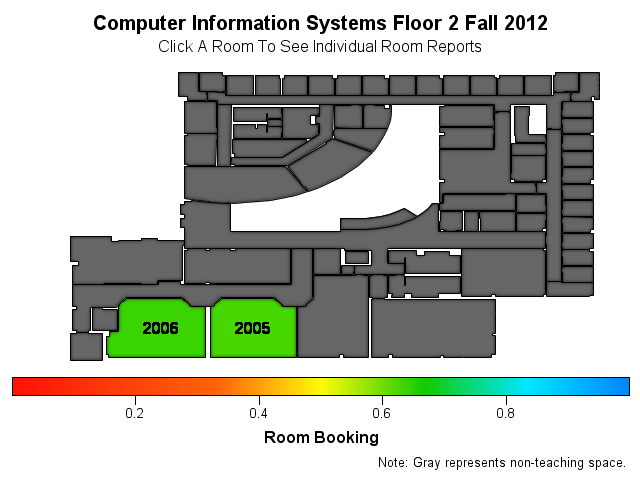 Computer Information Systems Floor 2 Fall 2012
Click A Room To See Individual Room Reports
2006 2005
0.2 0.4 0.6 0.8
Room Booking
Note: Gray represents non-teaching space.